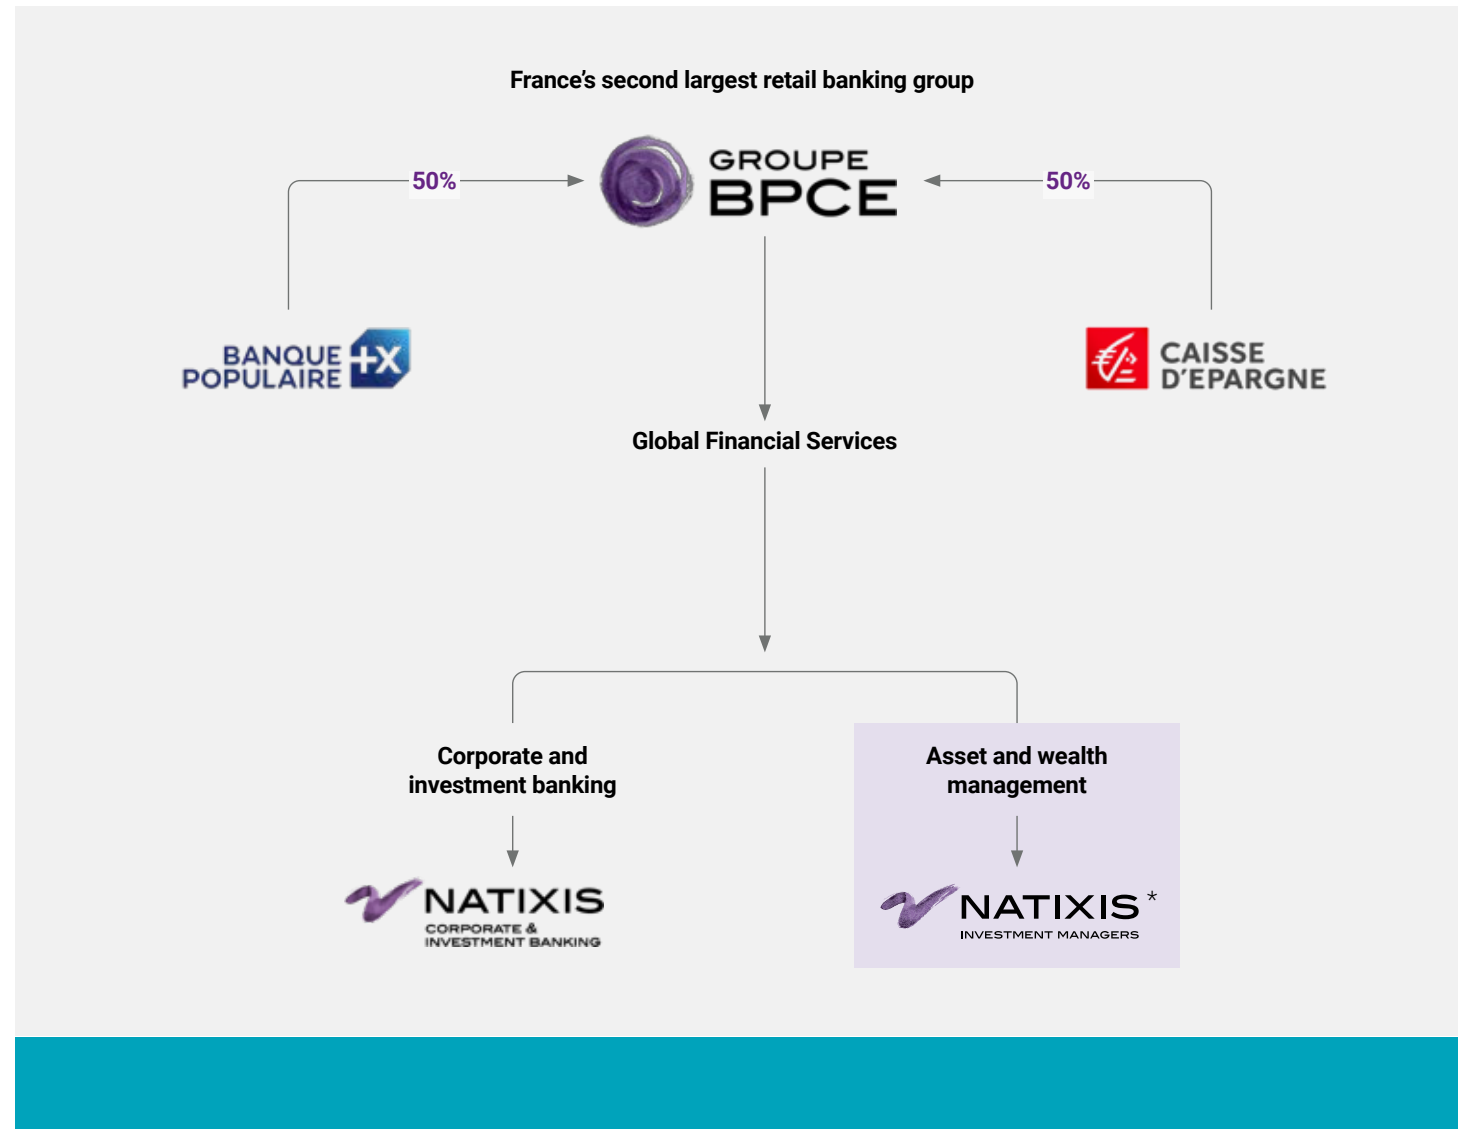 France’s second largest retail banking group
GROUPE
BPCE
50%
50%
BANQUE
POPULAIRE
+X
CAISSE
D'EPARGNE
Global Financial Services
Corporate and
investment banking
Asset and wealth
management
NATIXIS
CORPORATE &
INVESTMENT BANKING
NATIXIS*
INVESTMENT MANAGERS